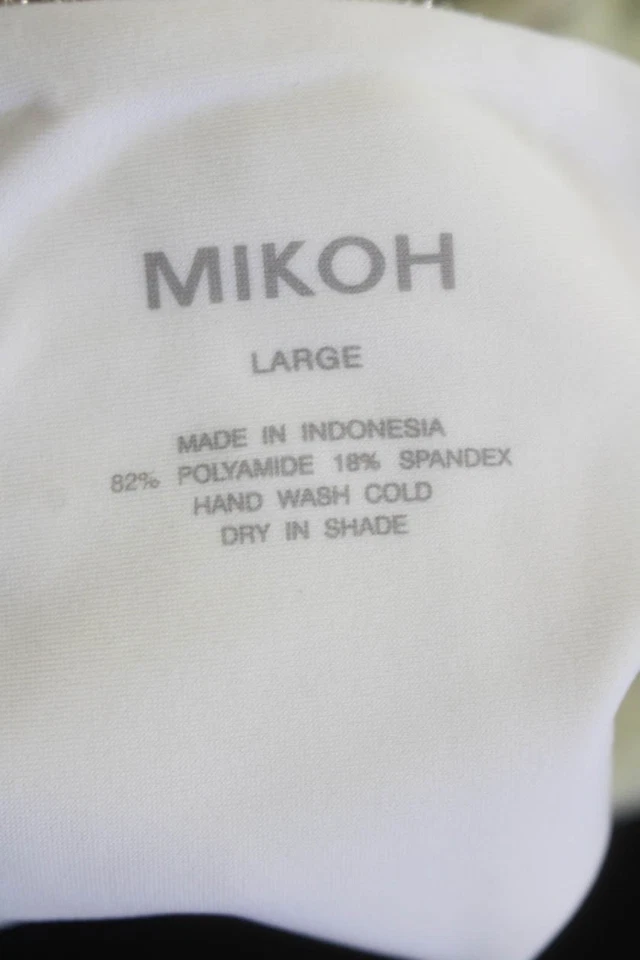 MIKOH
LARGE
MADE IN INDONESIA
82% POLYAMIDE 18% SPANDEX
HAND WASH COLD
DRY IN SHADE